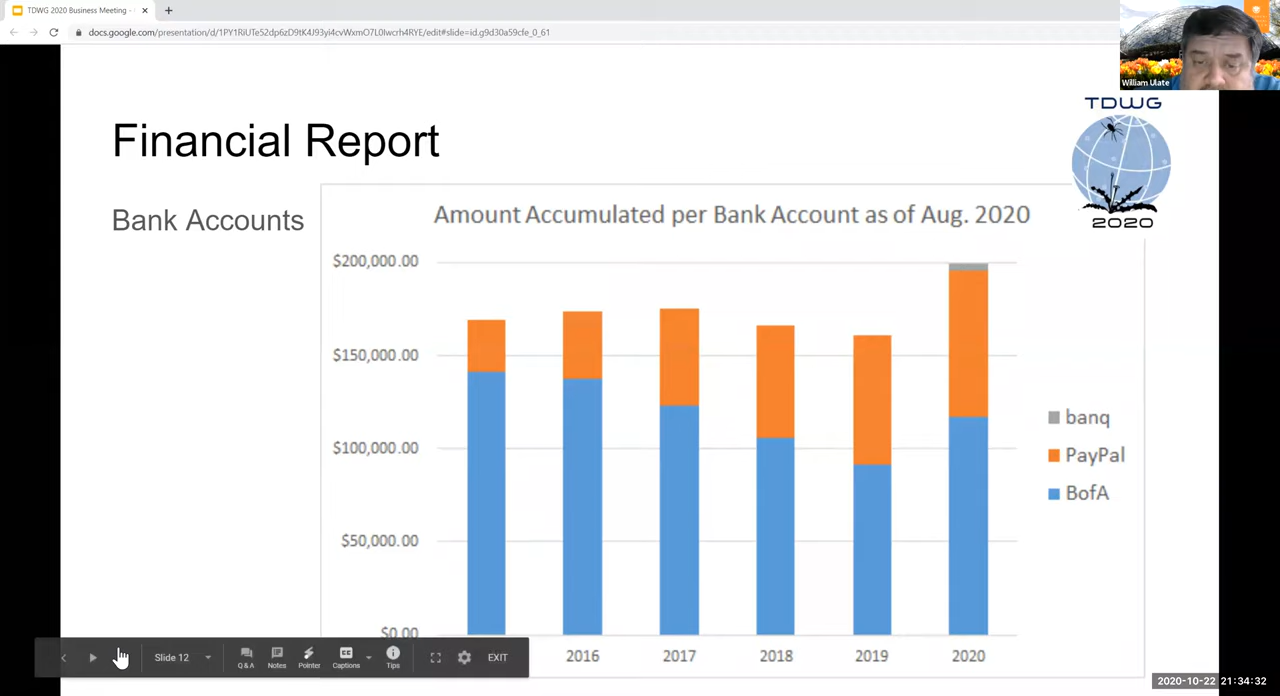 TDWG 2020 Business Meeting -
docs.google.com/presentation/d/1PY1RiUTe52dp6zD9tK4J93yi4cvWxmO7L0lwcrh4RYE/edit#slide=id.g9d30a59cfe_0_61
William Ulate
TDWG
2020
Financial Report
Bank Accounts
Amount Accumulated per Bank Account as of Aug. 2020
$200,000.00
$150,000.00
$100,000.00
$50,000.00
$0.00
banq
PayPal
BofA
2016 2017 2018 2019 2020
Slide 12
Q & A Notes Pointer Captions Tips EXIT
2020-10-22 21:34:32